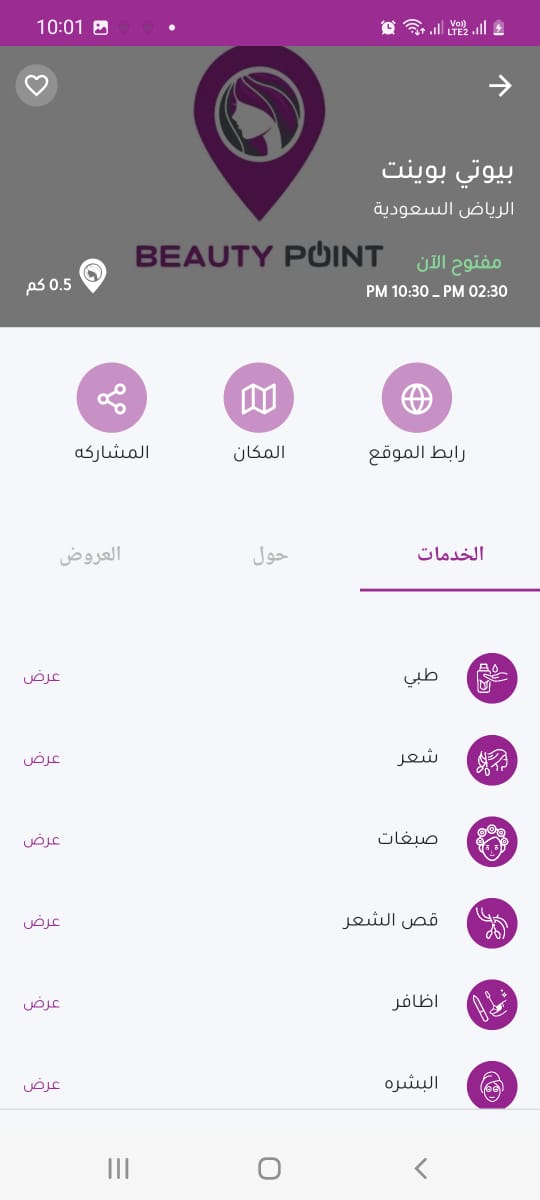 10:01
Vo)) LTE2
بيوتي بوينت
الرياض السعودية
BEAUTY POINT
مفتوح الآن
0.5 كم
02:30 PM _ 10:30 PM
رابط الموقع
المكان
المشاركه
الخدمات
حول
العروض
طبي
عرض
شعر
عرض
صبغات
عرض
قص الشعر
عرض
اظافر
عرض
البشره
عرض